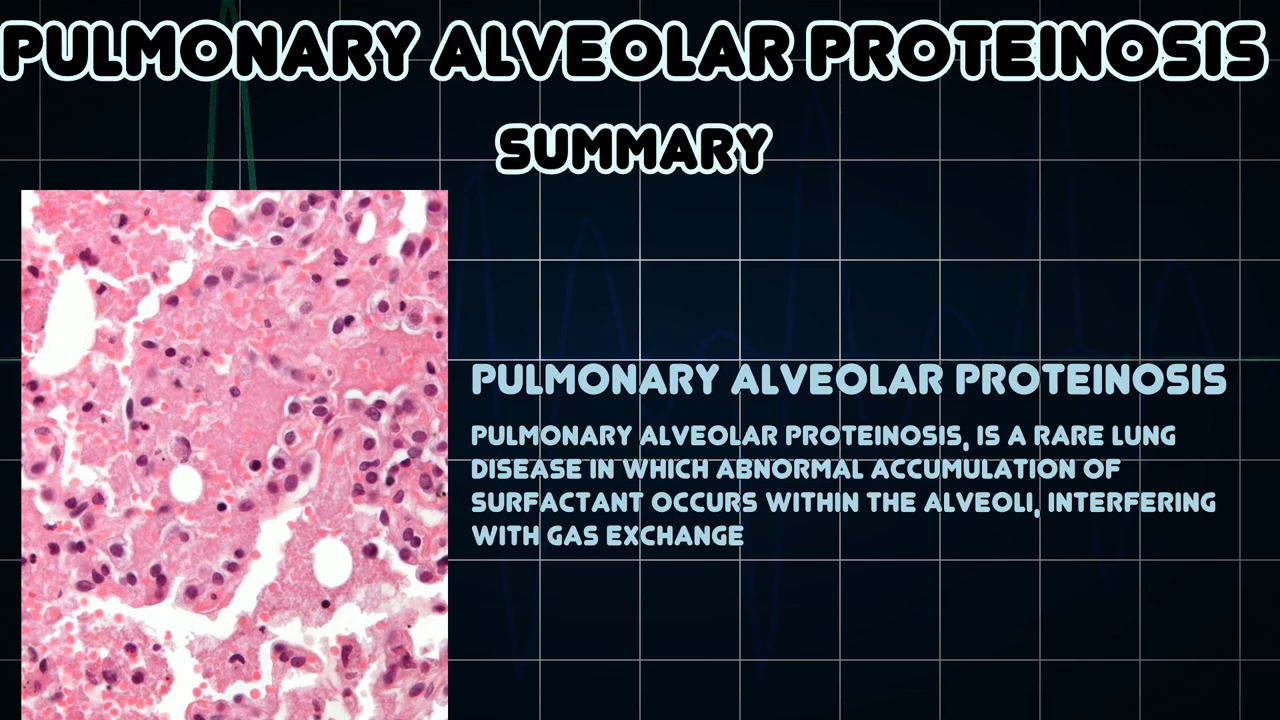 PULMONARY ALVEOLAR PROTEINOSIS
SUMMARY
PULMONARY ALVEOLAR PROTEINOSIS
PULMONARY ALVEOLAR PROTEINOSIS, IS A RARE LUNG
DISEASE IN WHICH ABNORMAL ACCUMULATION OF
SURFACTANT OCCURS WITHIN THE ALVEOLI, INTERFERING
WITH GAS EXCHANGE